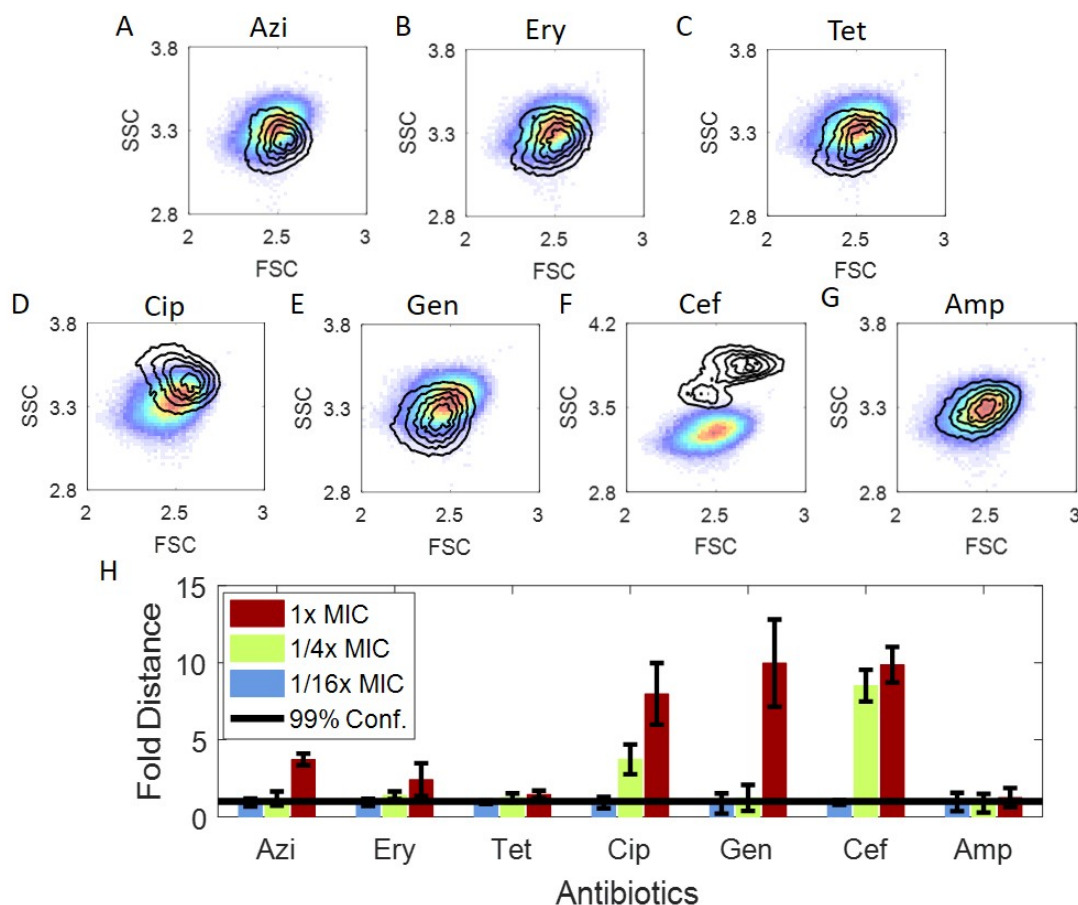 A Azi B Ery C Tet
3.8 3.8 3.8
SSC SSC SSC
3.3 3.3 3.3
2.8 2.8 2.8
2 2.5 3 2 2.5 3 2 2.5 3
FSC FSC FSC
D Cip E Gen F Cef G Amp
3.8 3.8 4.2 3.8
SSC SSC SSC SSC
3.3 3.3 3.5 3.3
2.8 2.8 2.8 2.8
2 2.5 3 2 2.5 3 2 2.5 3 2 2.5 3
FSC FSC FSC FSC
H
Fold Distance
15
10
5
0
1x MIC
1/4x MIC
1/16x MIC
99% Conf.
Azi Ery Tet Cip Gen Cef Amp
Antibiotics